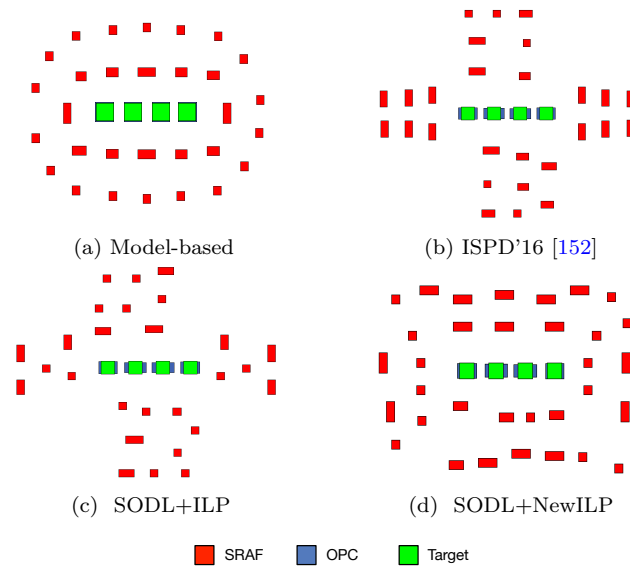 (a) Model-based
(b) ISPD'16 [152]
(c) SODL+ILP
(d) SODL+NewILP
SRAF OPC Target